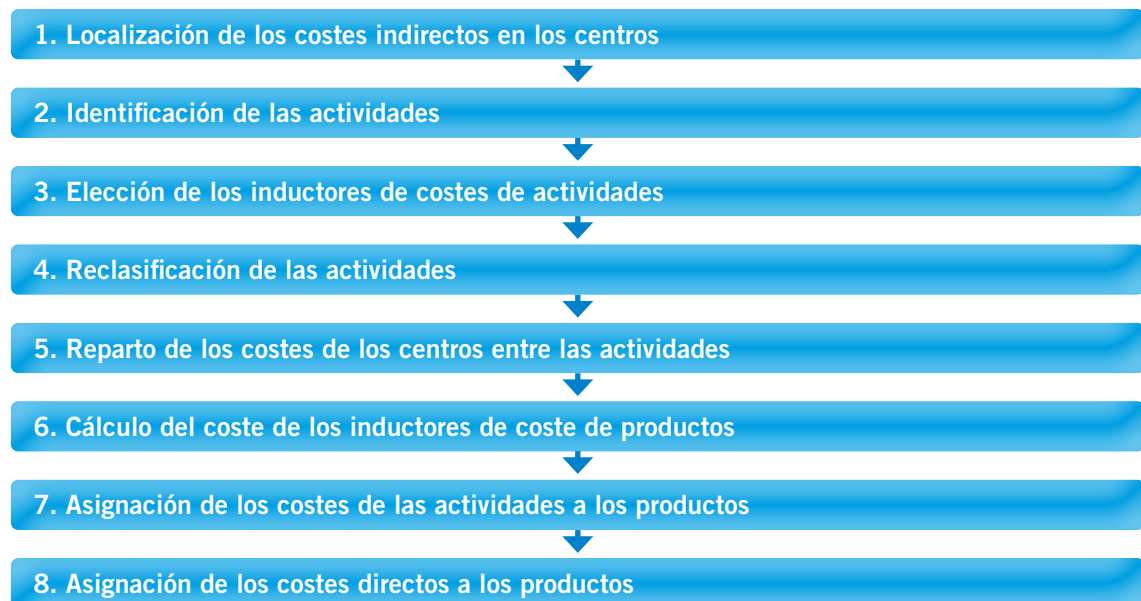 1. Localización de los costes indirectos en los centros
2. Identificación de las actividades
3. Elección de los inductores de costes de actividades
4. Reclasificación de las actividades
5. Reparto de los costes de los centros entre las actividades
6. Cálculo del coste de los inductores de coste de productos
7. Asignación de los costes de las actividades a los productos
8. Asignación de los costes directos a los productos